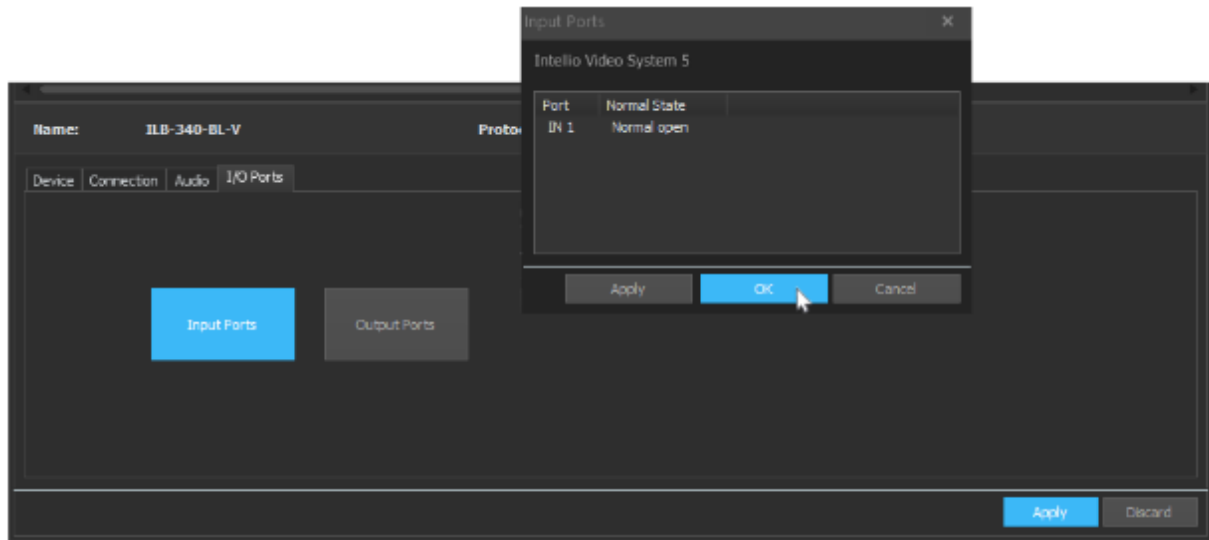 Input Ports
Intellio Video System 5
Port Normal State
IN 1 Normal open
Apply OK Cancel
Name: ILB-340-BL-V
Device Connection Audio I/O Ports
Input Ports Output Ports
Apply Discard